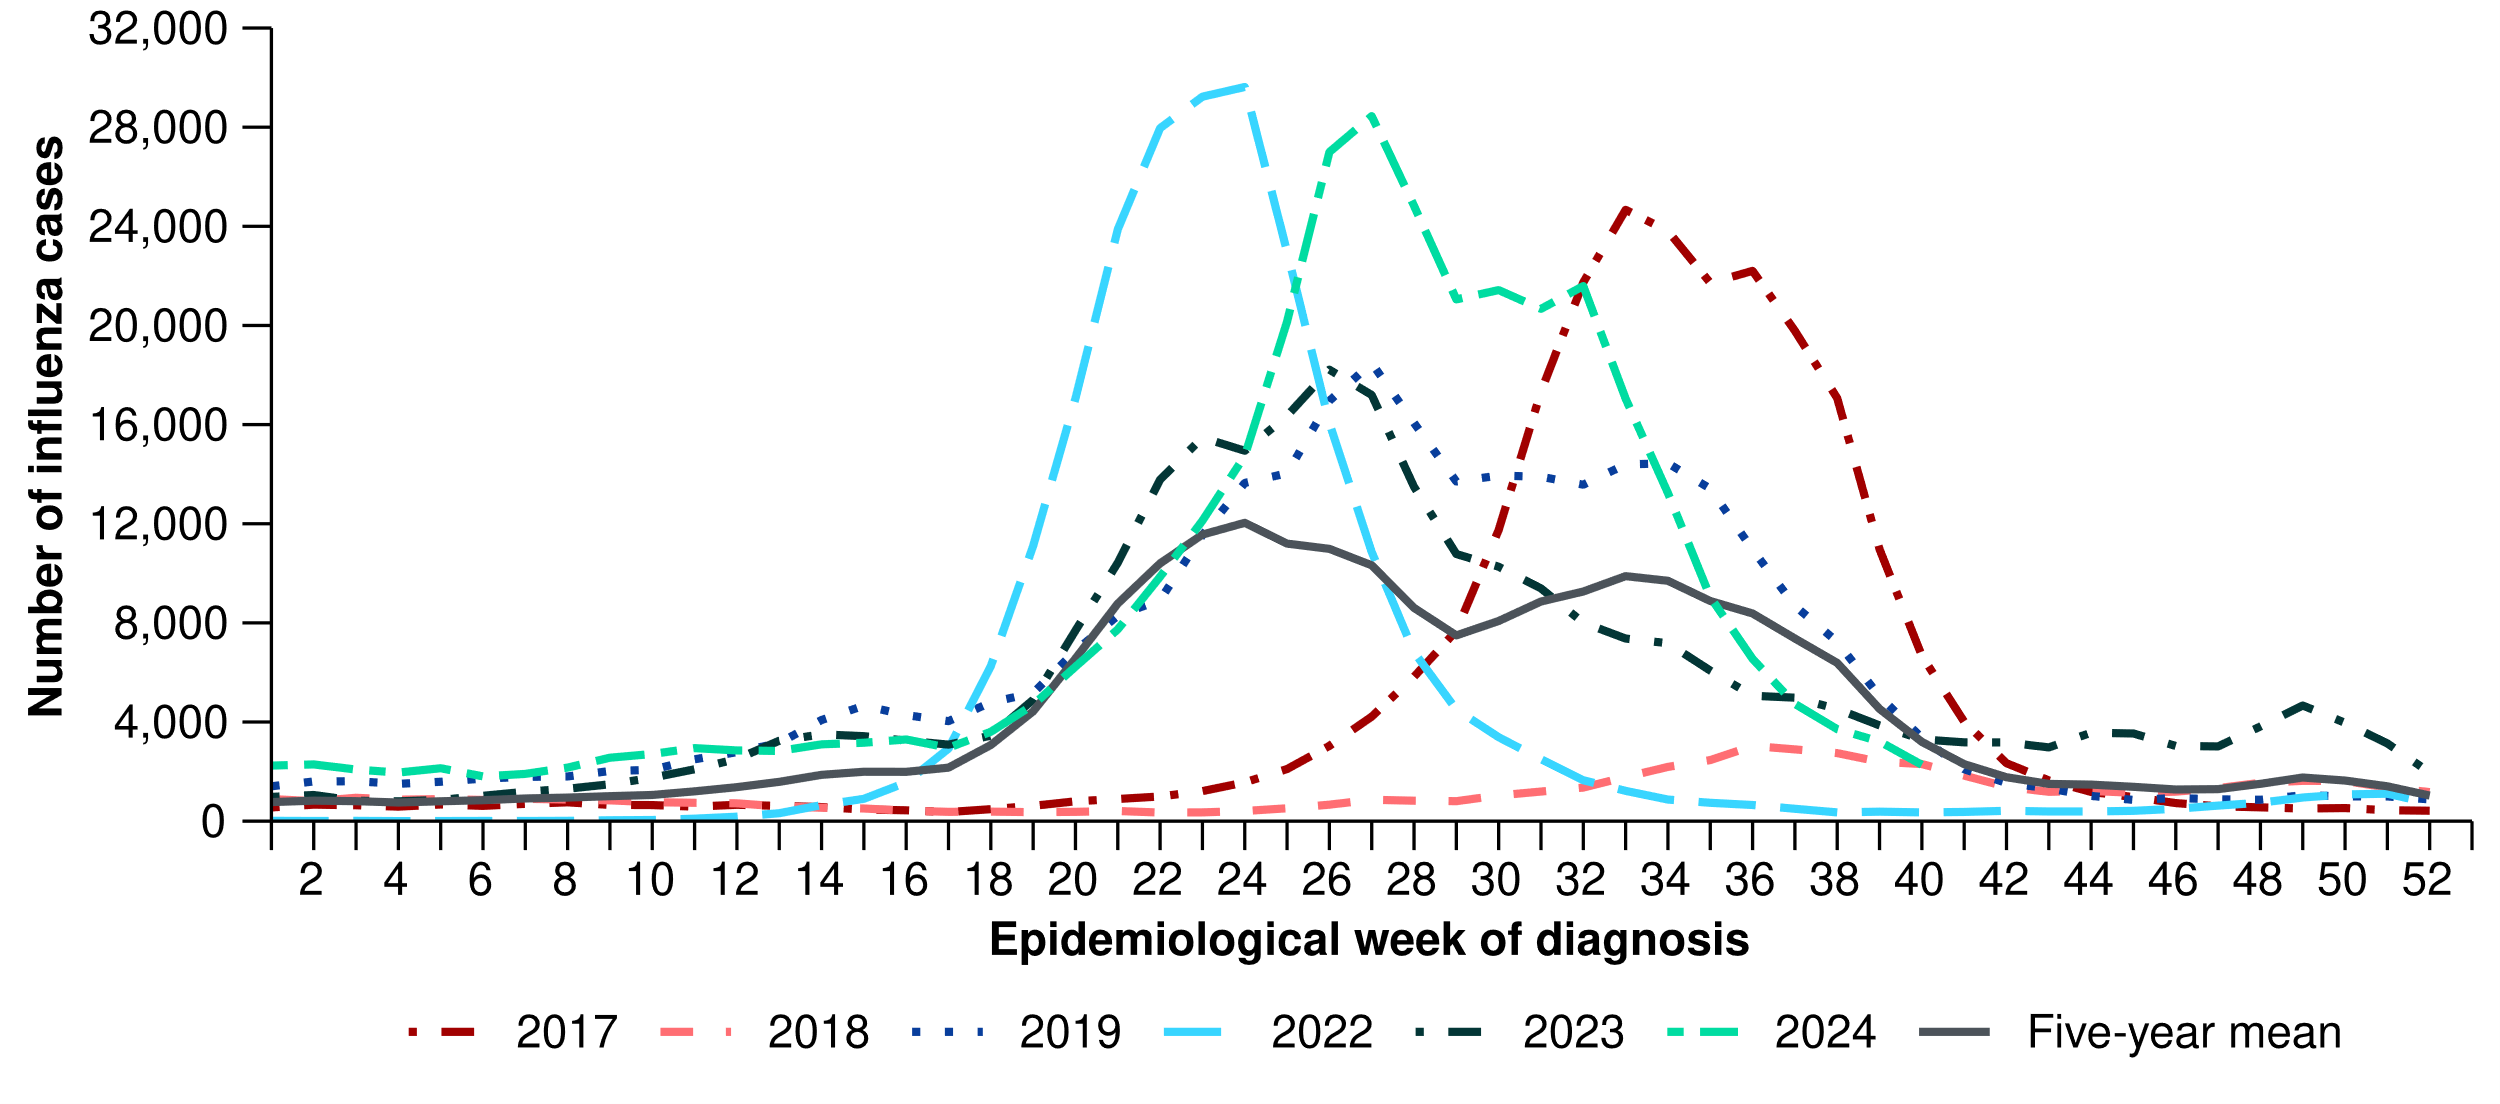 32,000
28,000
24,000
20,000
16,000
12,000
8,000
4,000
0
Number of influenza cases
2 4 6 8 10 12 14 16 18 20 22 24 26 28 30 32 34 36 38 40 42 44 46 48 50 52
Epidemiological week of diagnosis
2017 2018 2019 2022 2023 2024 Five-year mean